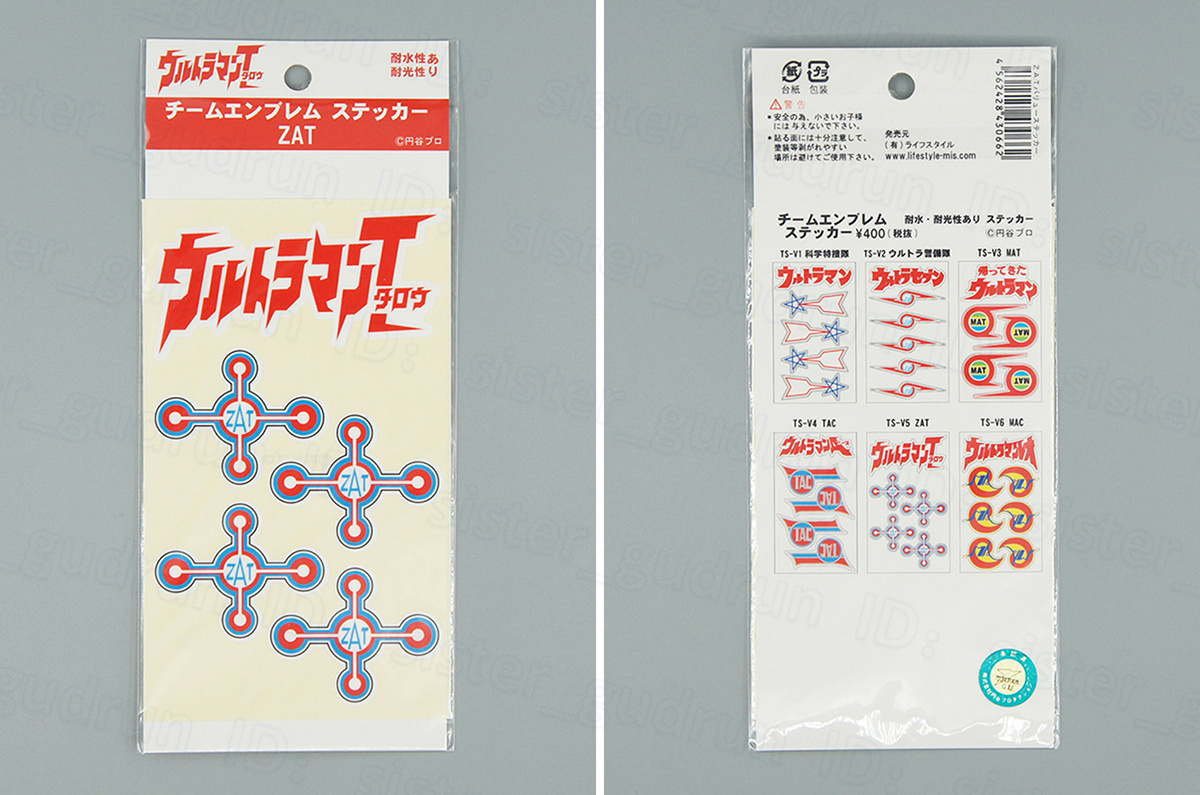 ウルトラマンT
タロウ
耐水性あ
耐光性り
チームエンブレム ステッカー
ZAT
©円谷プロ
ウルトラマンT
タロウ
ZAT
ZAT
ZAT
ZAT
紙
プラ
台紙 包装
警告
*安全の為、小さいお子様
には与えないで下さい。
*貼る面には十分注意して、
塗装等剥がれやすい
場所は避けてご使用下さい。
発売元
(有)ライフスタイル
www.lifestyle-mis.com
ZATバリューステッカー
4562428430662
チームエンブレム 耐水・耐光性あり ステッカー
ステッカー ¥400(税抜) ©円谷プロ
TS-V1 科学特捜隊 TS-V2 ウルトラ警備隊 TS-V3 MAT
ウルトラマン
ウルトラセブン
帰ってきた
ウルトラマン
MAT
MAT
MAT
MAT
TS-V4 TAC TS-V5 ZAT TS-V6 MAC
ウルトラマンA
ウルトラマンT
ウルトラマンレオ
TAC
TAC
TAC
TAC
sister_gudrun ID: